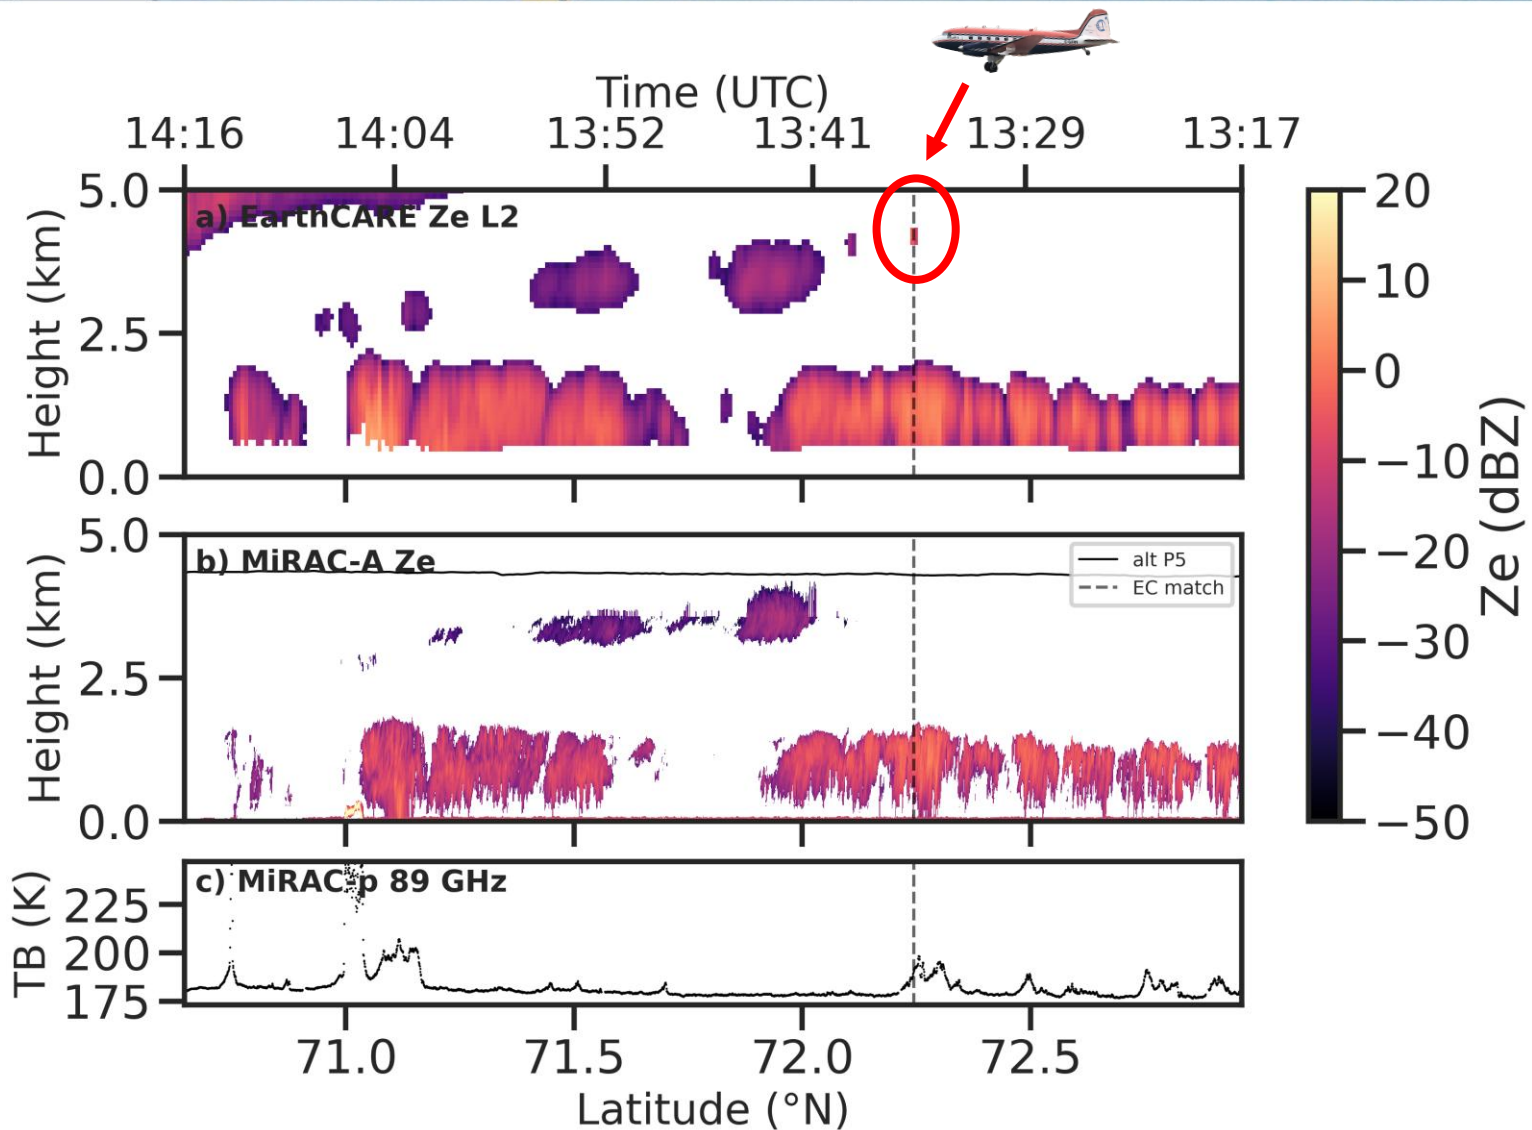 Time (UTC)
14:16 14:04 13:52 13:41 13:29 13:17
a) EarthCARE Ze L2
5.0
2.5
0.0
Height (km)
b) MiRAC-A Ze
alt P5
EC match
5.0
2.5
0.0
Height (km)
c) MiRAC-p 89 GHz
225
200
175
TB (K)
71.0 71.5 72.0 72.5
Latitude (°N)
20
10
0
−10
−20
−30
−40
−50
Ze (dBZ)